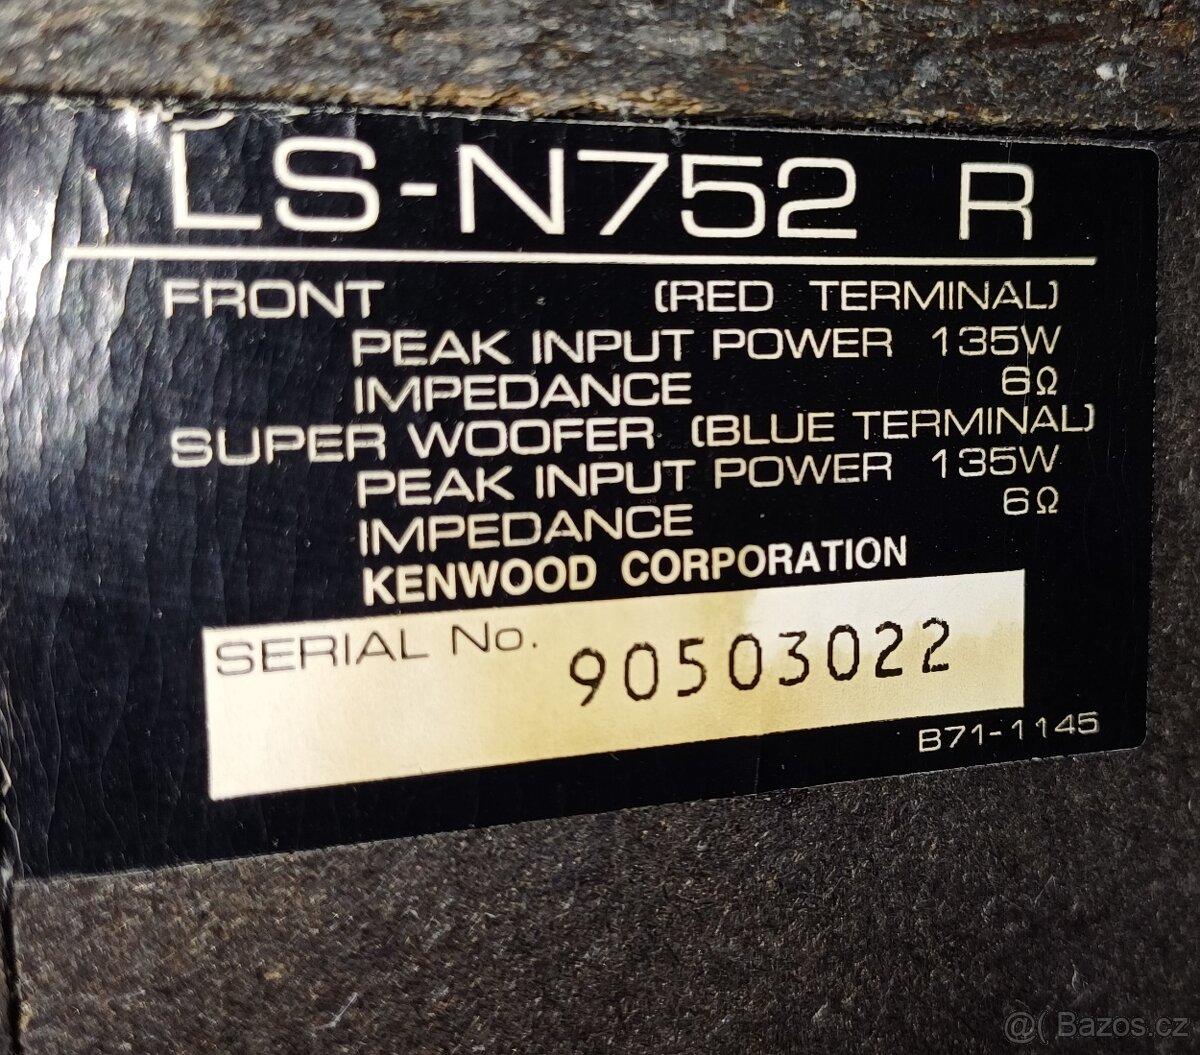 LS-N752 R
FRONT (RED TERMINAL)
PEAK INPUT POWER 135W
IMPEDANCE 6Ω
SUPER WOOFER (BLUE TERMINAL)
PEAK INPUT POWER 135W
IMPEDANCE 6Ω
KENWOOD CORPORATION
SERIAL No. 90503022
B71-1145
@( Bazos.cz